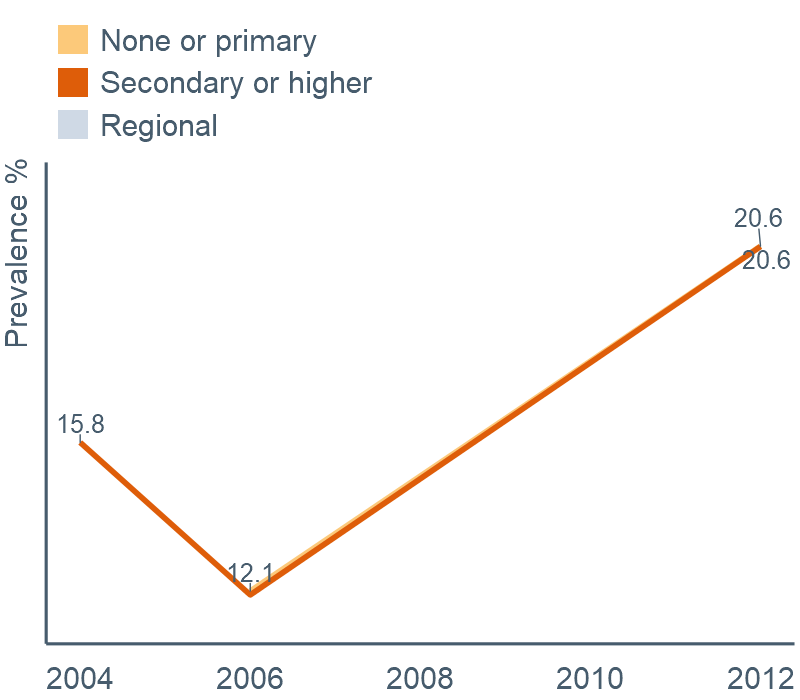 None or primary
Secondary or higher
Regional
Prevalence %
20.6
20.6
15.8
12.1
2004 2006 2008 2010 2012